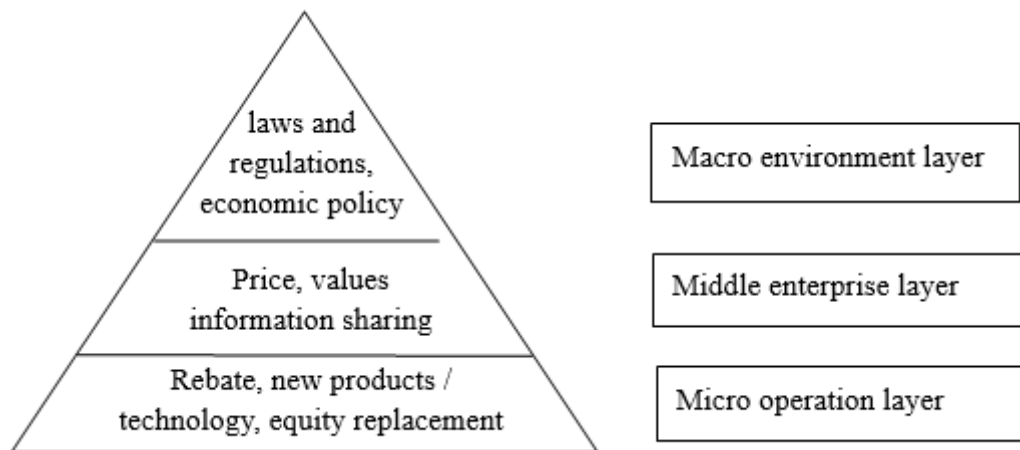 laws and
regulations,
economic policy
Macro environment layer
Price, values
information sharing
Middle enterprise layer
Rebate, new products /
technology, equity replacement
Micro operation layer